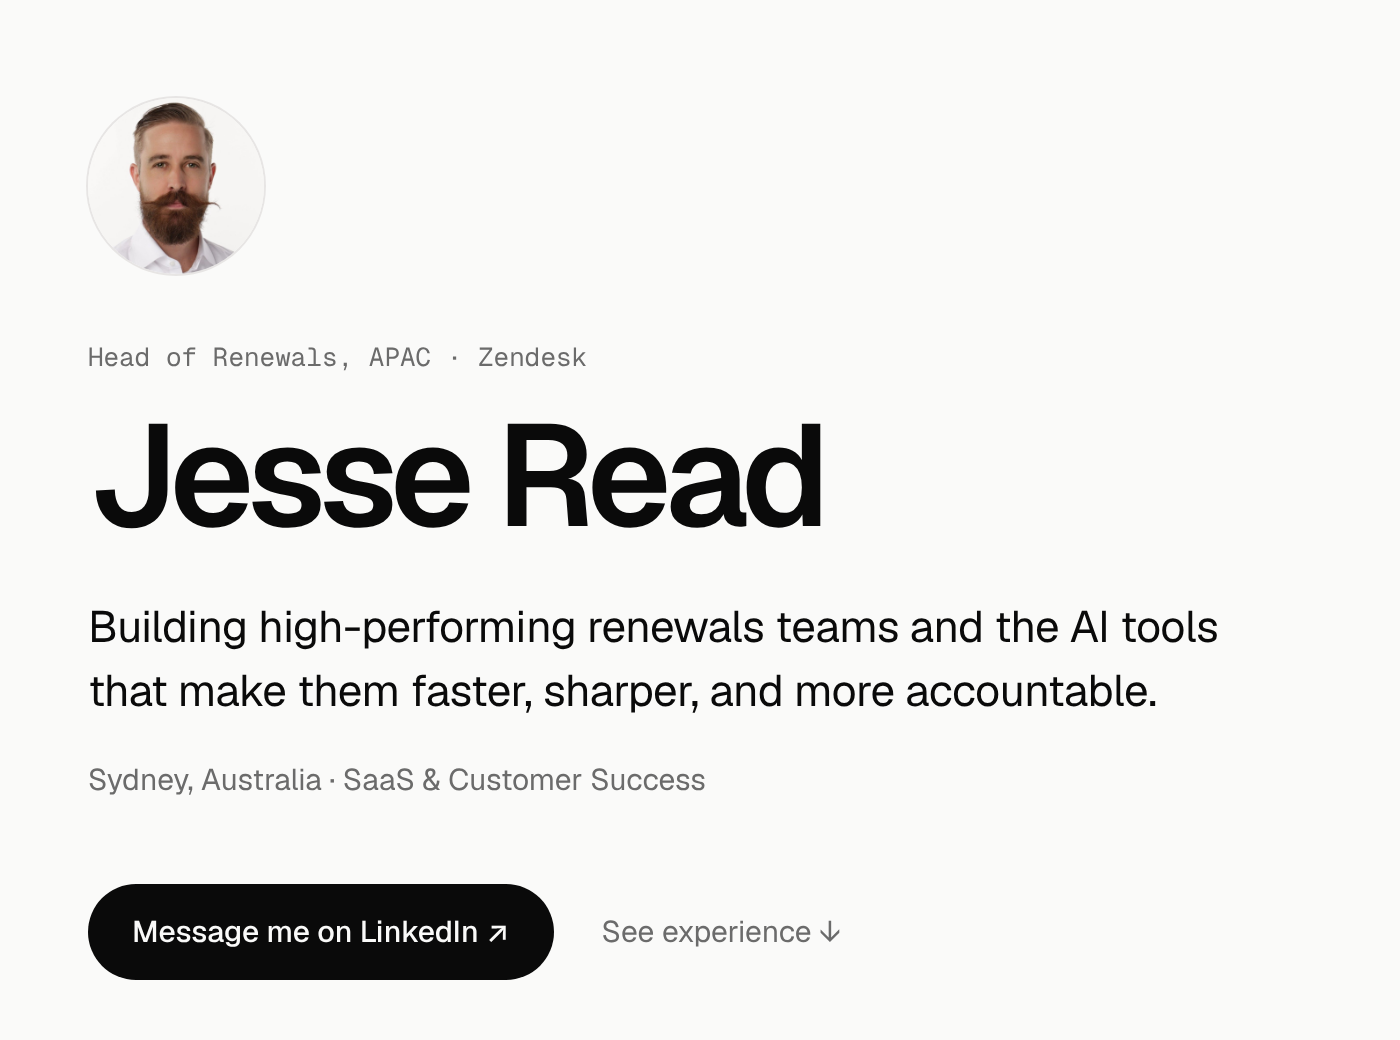 Head of Renewals, APAC · Zendesk
Jesse Read
Building high-performing renewals teams and the AI tools
that make them faster, sharper, and more accountable.
Sydney, Australia · SaaS & Customer Success
Message me on LinkedIn ↗
See experience ↓